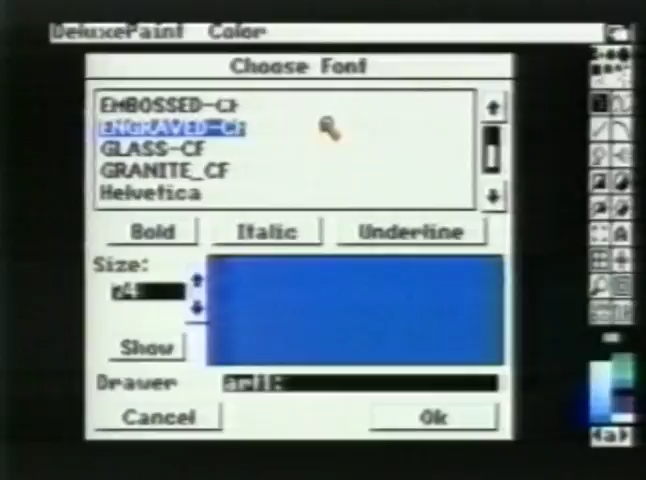 DeluxePaint Color
Choose Font
EMBOSSED-CF
ENGRAVED-CF
GLASS-CF
GRANITE_CF
Helvetica
Bold Italic Underline
Size:
Show
Drawer
Cancel Ok